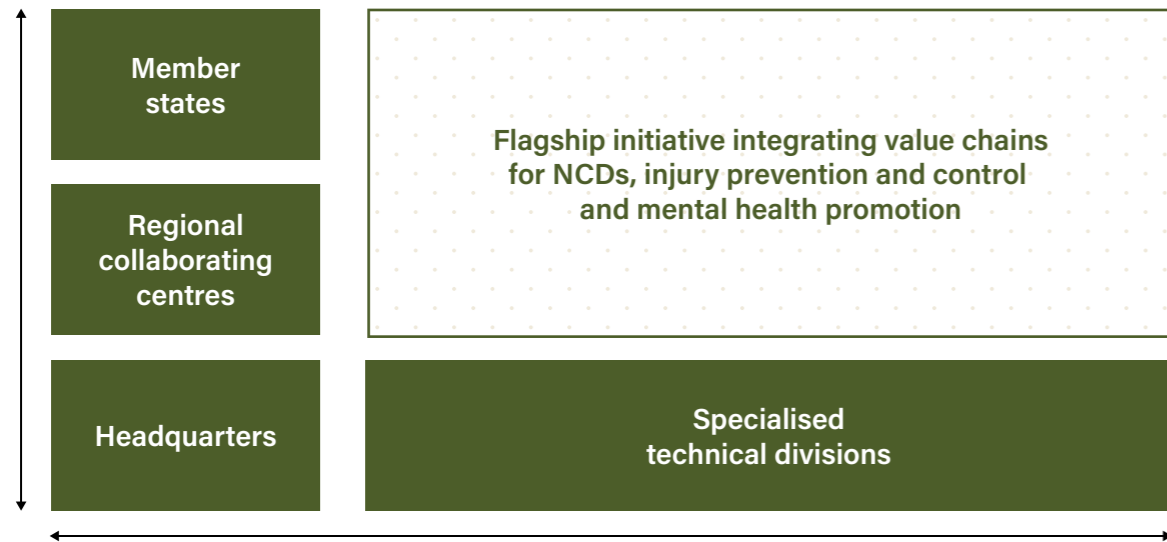 Member
states
Flagship initiative integrating value chains
for NCDs, injury prevention and control
and mental health promotion
Regional
collaborating
centres
Headquarters
Specialised
technical divisions